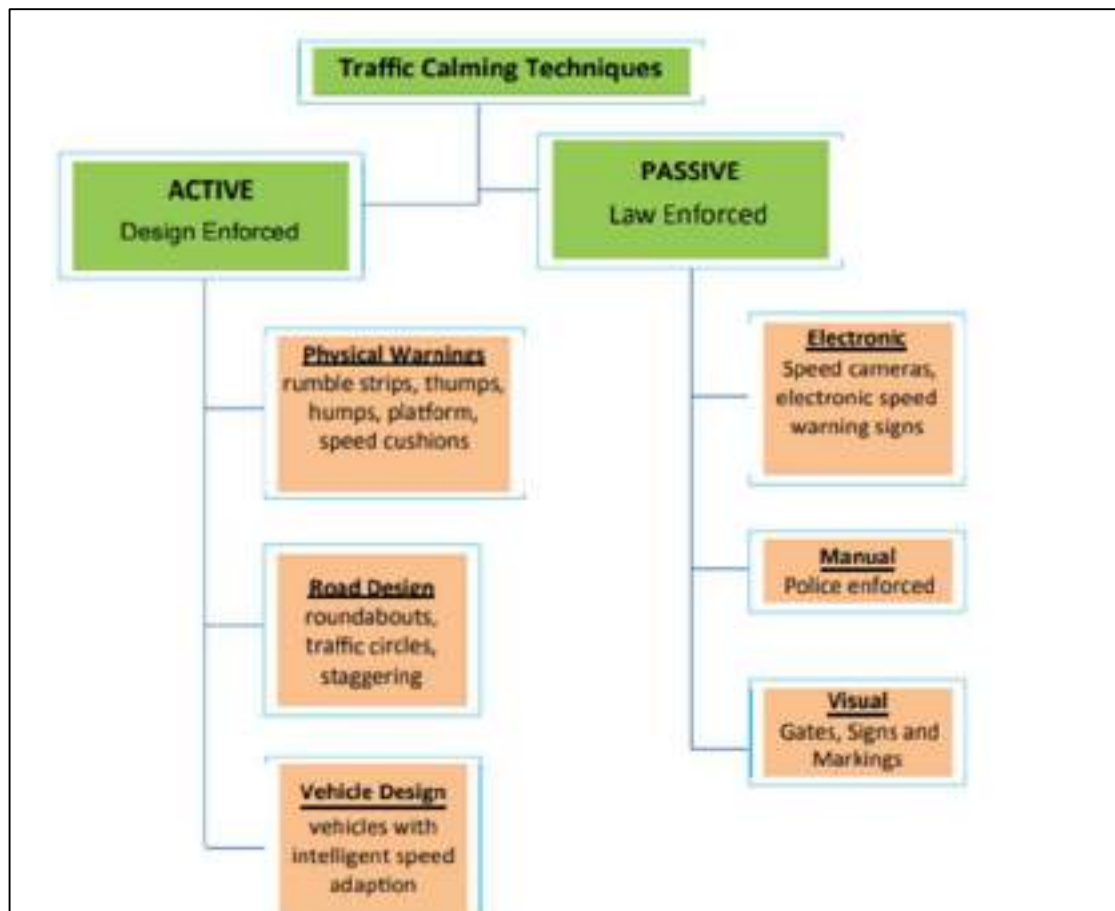 Traffic Calming Techniques
ACTIVE
Design Enforced
PASSIVE
Law Enforced
Physical Warnings
rumble strips, thumps,
humps, platform,
speed cushions
Road Design
roundabouts,
traffic circles,
staggering
Vehicle Design
vehicles with
intelligent speed
adaption
Electronic
Speed cameras,
electronic speed
warning signs
Manual
Police enforced
Visual
Gates, Signs and
Markings